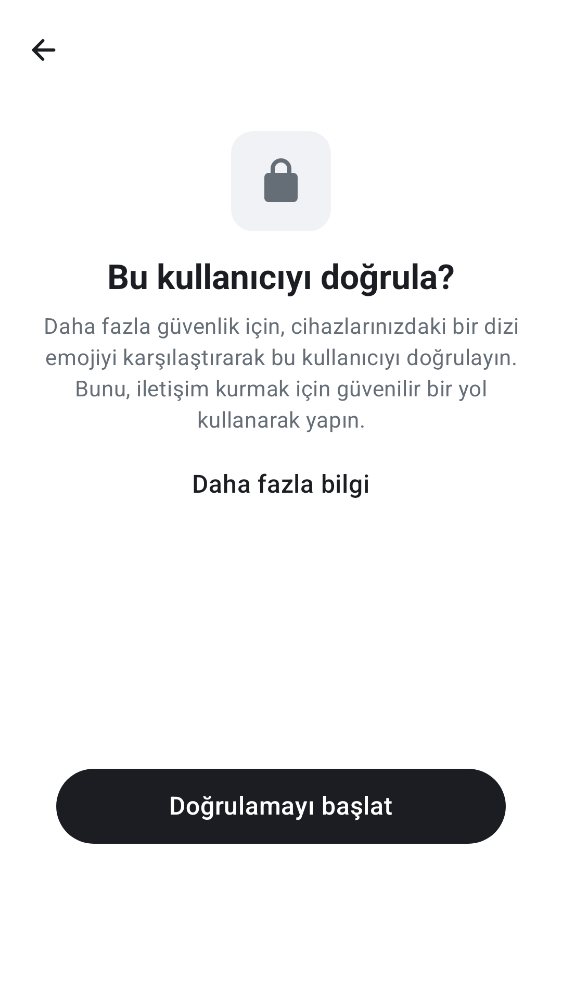 Bu kullanıcıyı doğrula?
Daha fazla güvenlik için, cihazlarınızdaki bir dizi
emojiyi karşılaştırarak bu kullanıcıyı doğrulayın.
Bunu, iletişim kurmak için güvenilir bir yol
kullanarak yapın.
Daha fazla bilgi
Doğrulamayı başlat